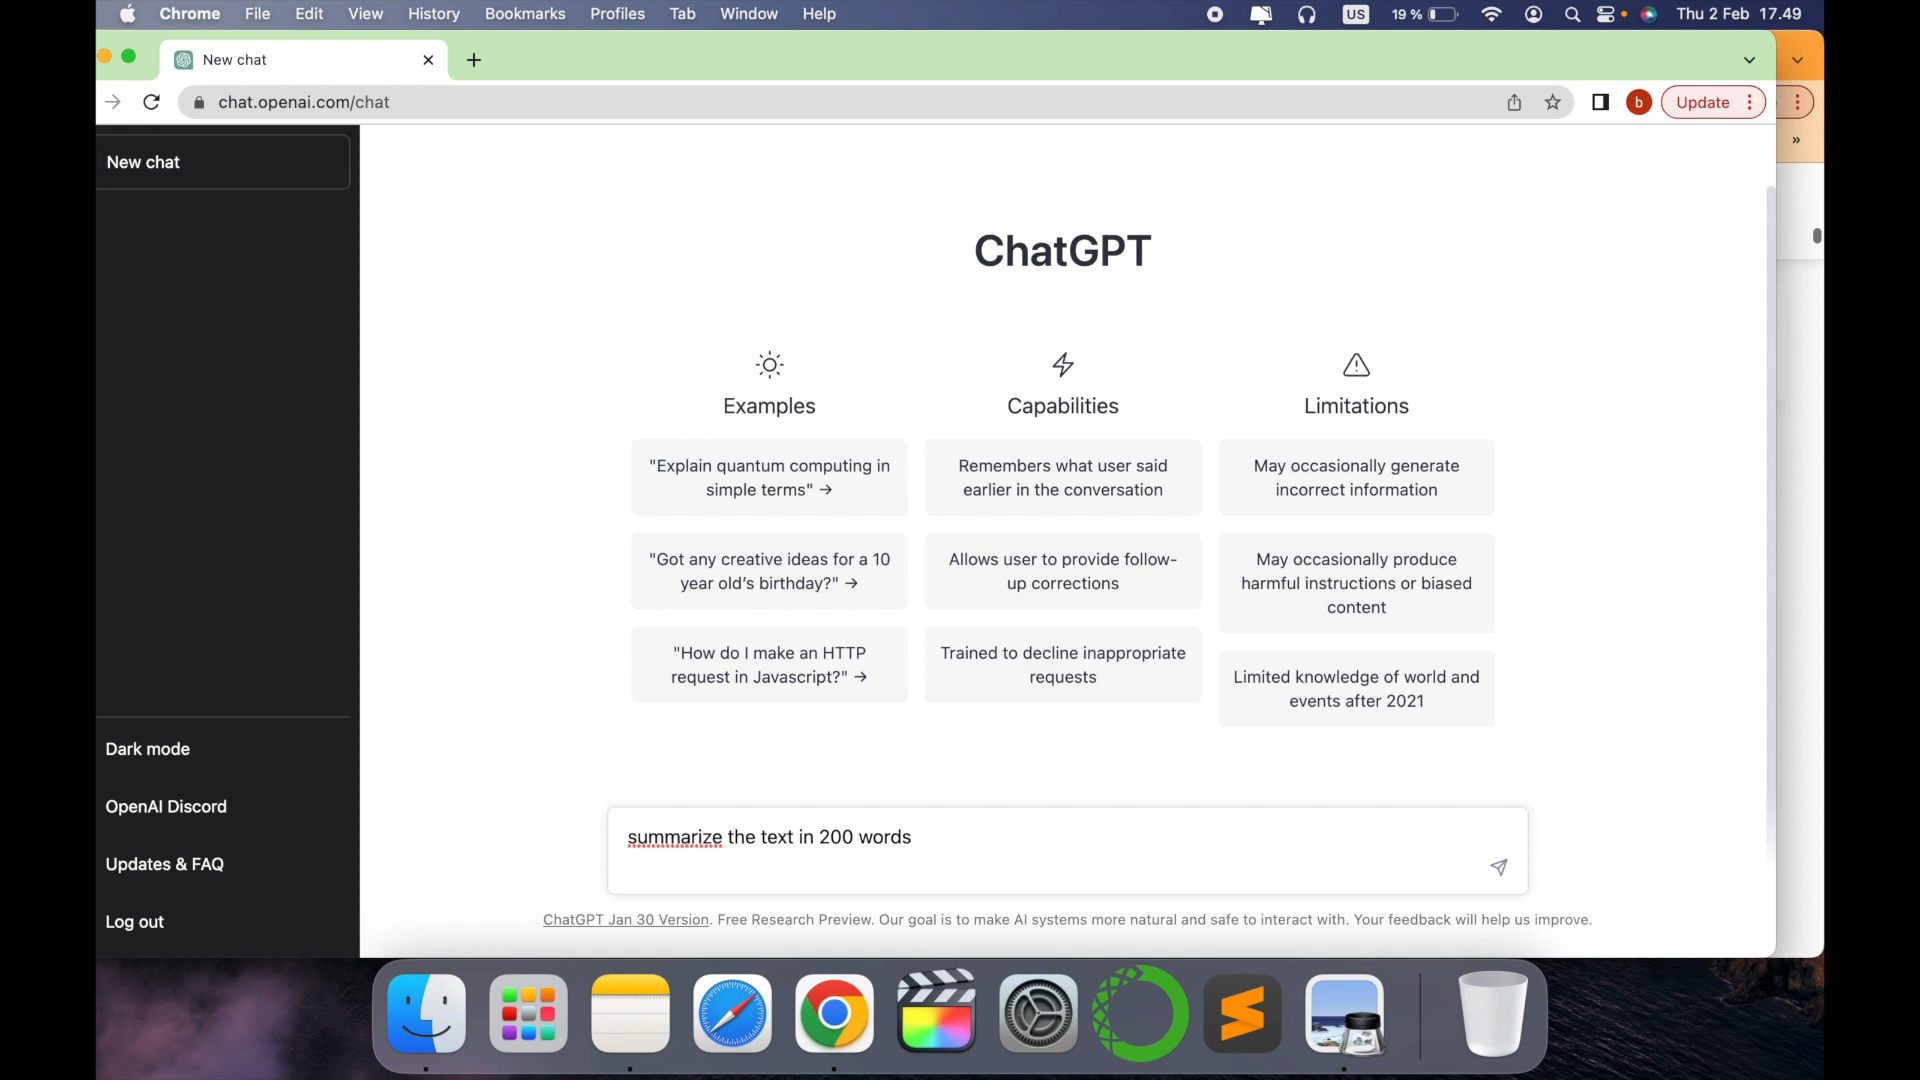 Chrome File Edit View History Bookmarks Profiles Tab Window Help US 19 % Thu 2 Feb 17.49
New chat
chat.openai.com/chat b Update
New chat
ChatGPT
Examples
"Explain quantum computing in
simple terms" →
"Got any creative ideas for a 10
year old's birthday?" →
"How do I make an HTTP
request in Javascript?" →
Capabilities
Remembers what user said
earlier in the conversation
Allows user to provide follow-
up corrections
Trained to decline inappropriate
requests
Limitations
May occasionally generate
incorrect information
May occasionally produce
harmful instructions or biased
content
Limited knowledge of world and
events after 2021
Dark mode
OpenAI Discord
Updates & FAQ
Log out
summarize the text in 200 words
ChatGPT Jan 30 Version. Free Research Preview. Our goal is to make AI systems more natural and safe to interact with. Your feedback will help us improve.